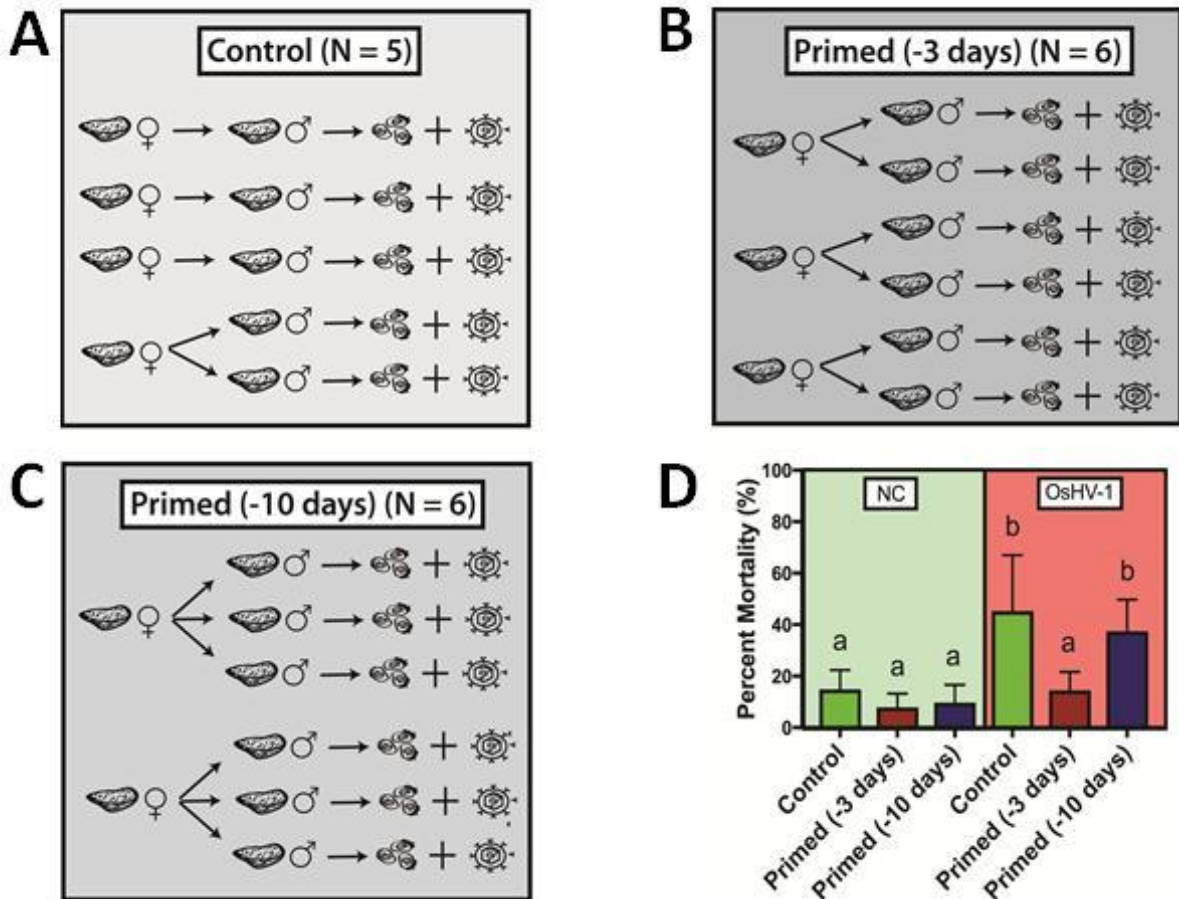 A
Control (N = 5)
♀ ♂ +
♀ ♂ +
♀ ♂ +
♂ +
♀
♂ +
B
Primed (-3 days) (N = 6)
♂ +
♀
♂ +
♂ +
♀
♂ +
♂ +
♀
♂ +
C
Primed (-10 days) (N = 6)
♂ +
♀ ♂ +
♂ +
♂ +
♀ ♂ +
♂ +
D
Percent Mortality (%)
100
80
60
40
20
0
NC
OsHV-1
a
a
a
b
a
b
Control
Primed (-3 days)
Primed (-10 days)
Control
Primed (-3 days)
Primed (-10 days)